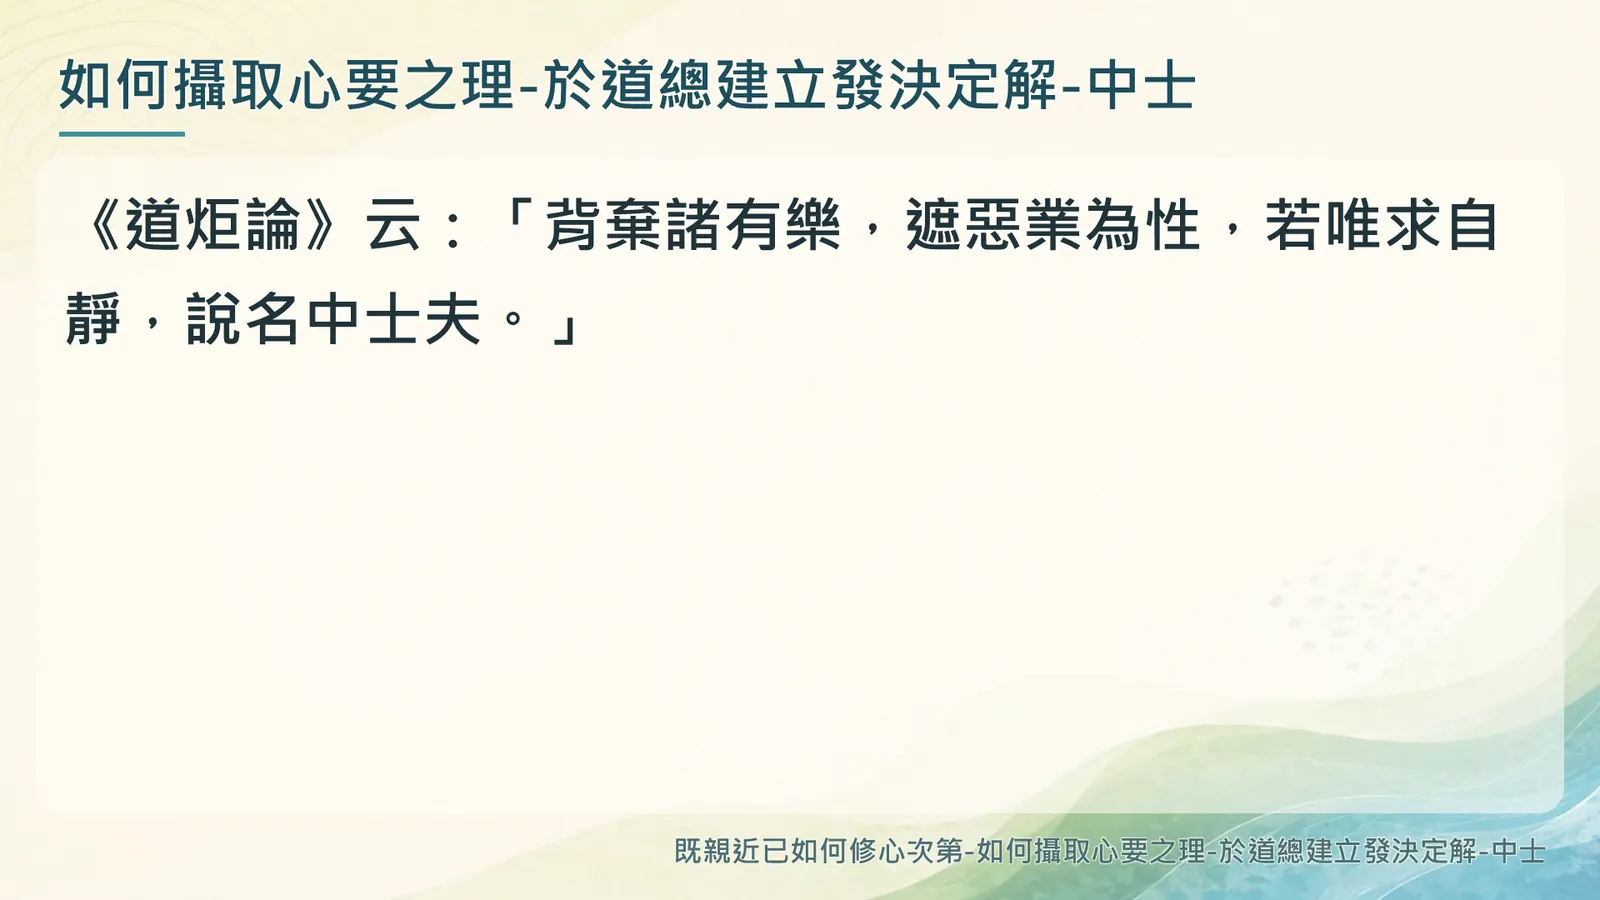 如何攝取心要之理-於道總建立發決定解-中士
《道炬論》云：「背棄諸有樂，遮惡業為性，若唯求自
靜，說名中士夫。」
既親近已如何修心次第-如何攝取心要之理-於道總建立發決定解-中士